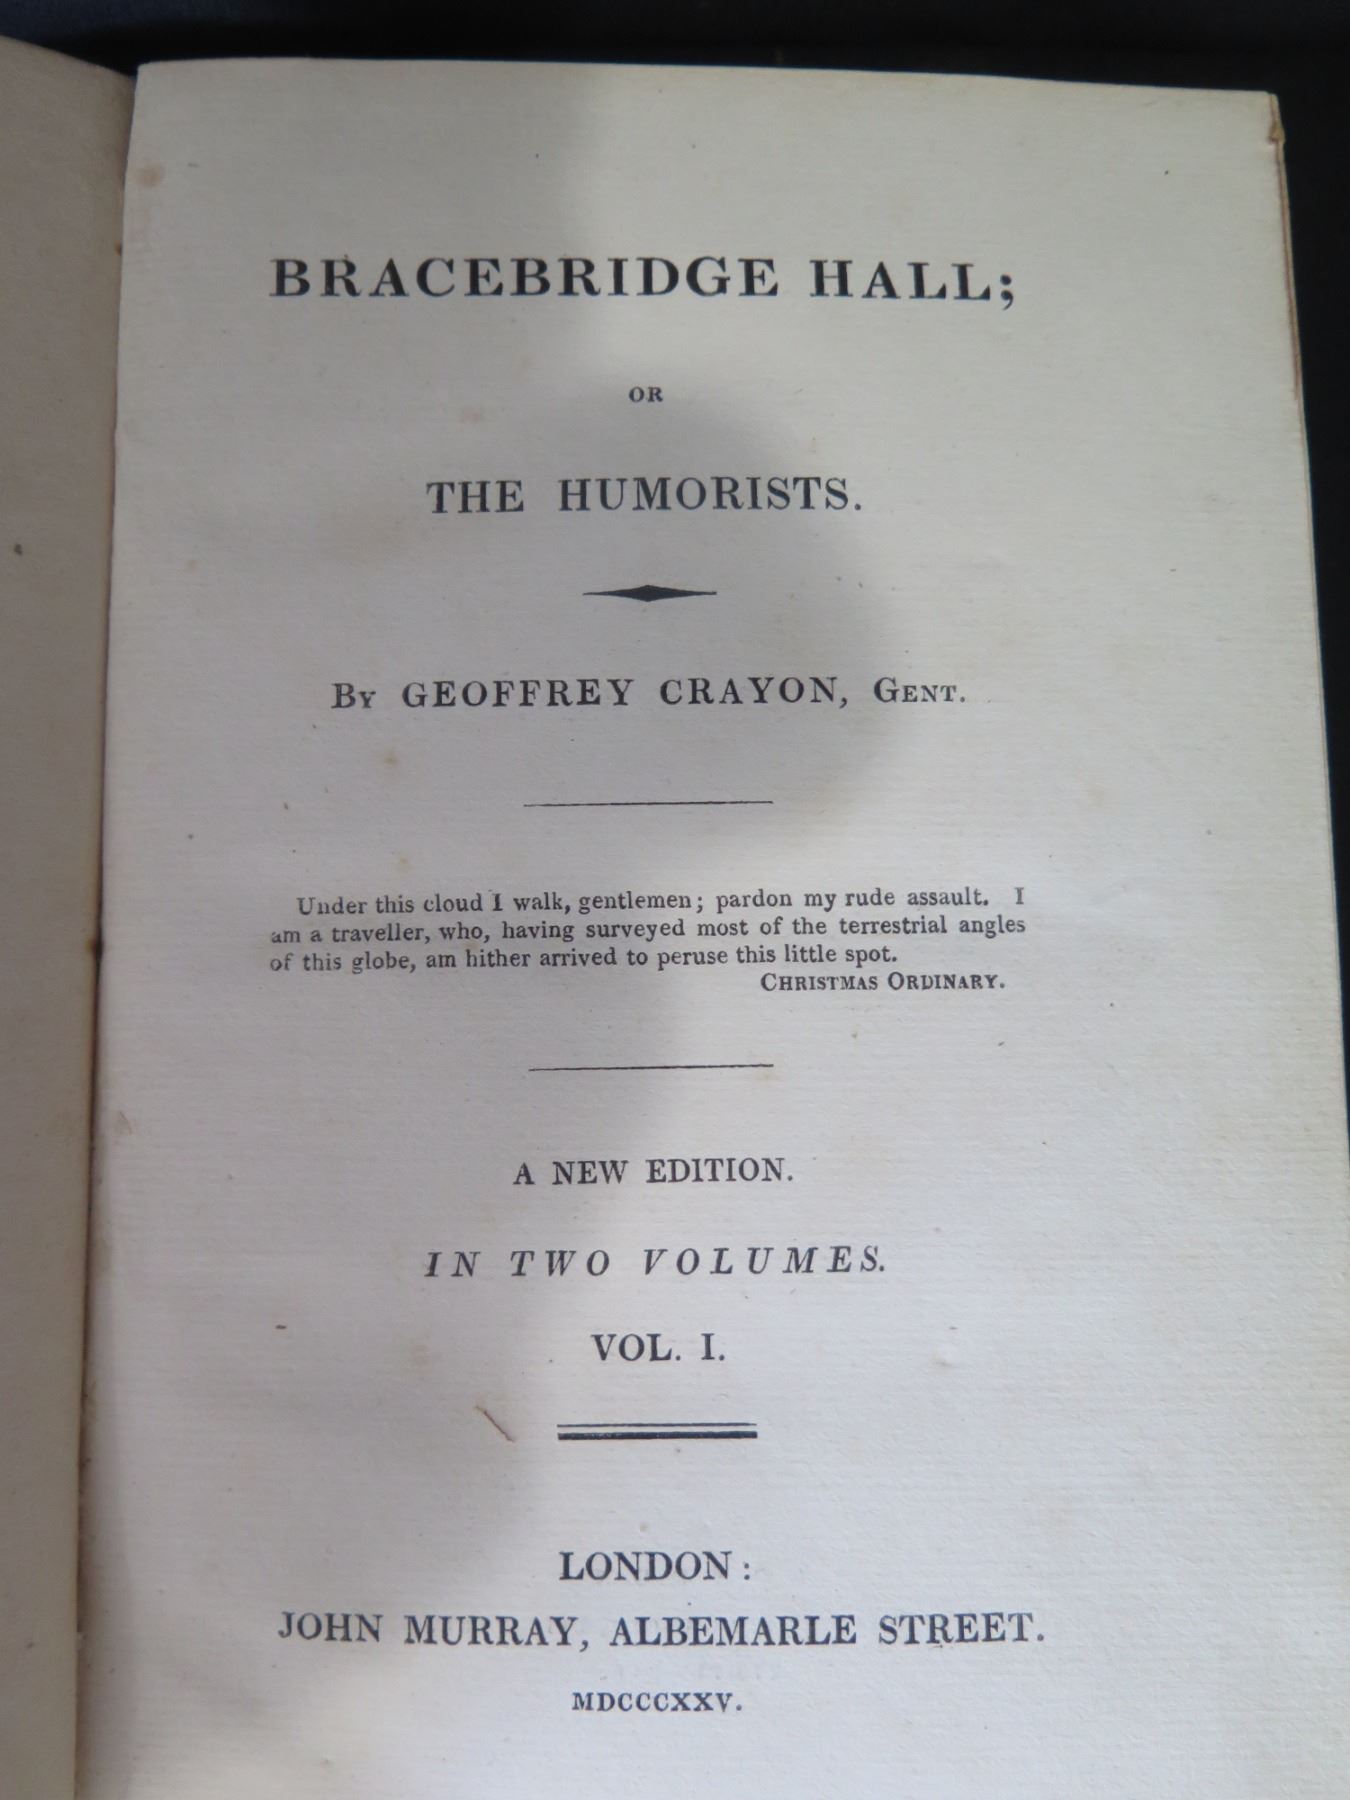 BRACEBRIDGE HALL;
OR
THE HUMORISTS.
By GEOFFREY CRAYON, Gent.
Under this cloud I walk, gentlemen; pardon my rude assault. I
am a traveller, who, having surveyed most of the terrestrial angles
of this globe, am hither arrived to peruse this little spot.
Christmas Ordinary.
A NEW EDITION.
IN TWO VOLUMES.
VOL. I.
LONDON:
JOHN MURRAY, ALBEMARLE STREET.
MDCCCXXV.